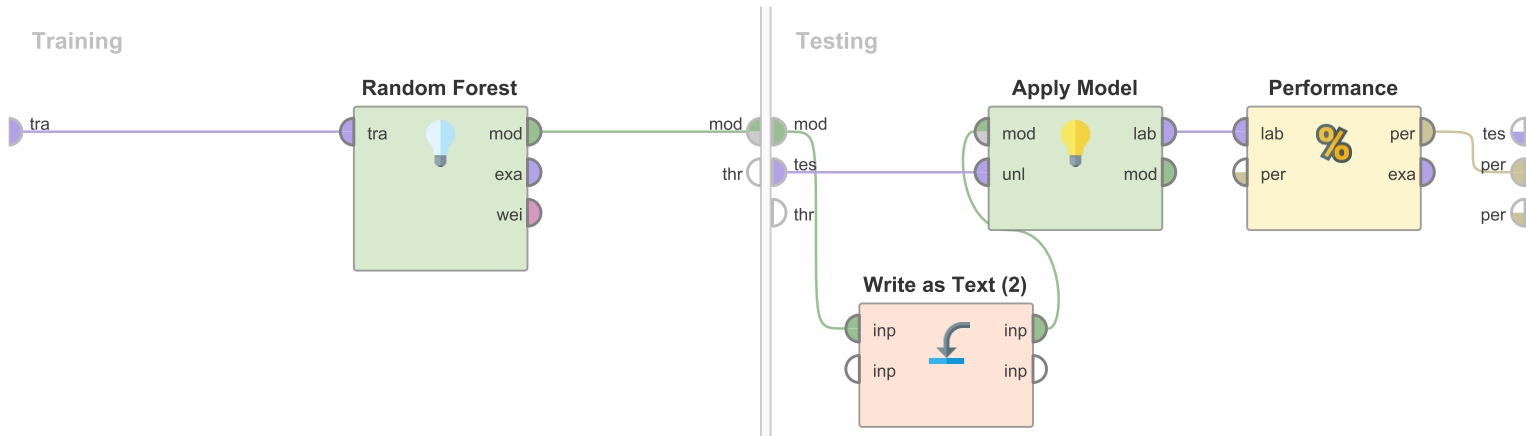 Training
Testing
Random Forest
Apply Model
Performance
tra
tra
mod
mod
mod
mod
lab
lab
per
tes
exa
thr
tes
unl
mod
per
exa
per
wei
thr
per
Write as Text (2)
inp
inp
inp
inp